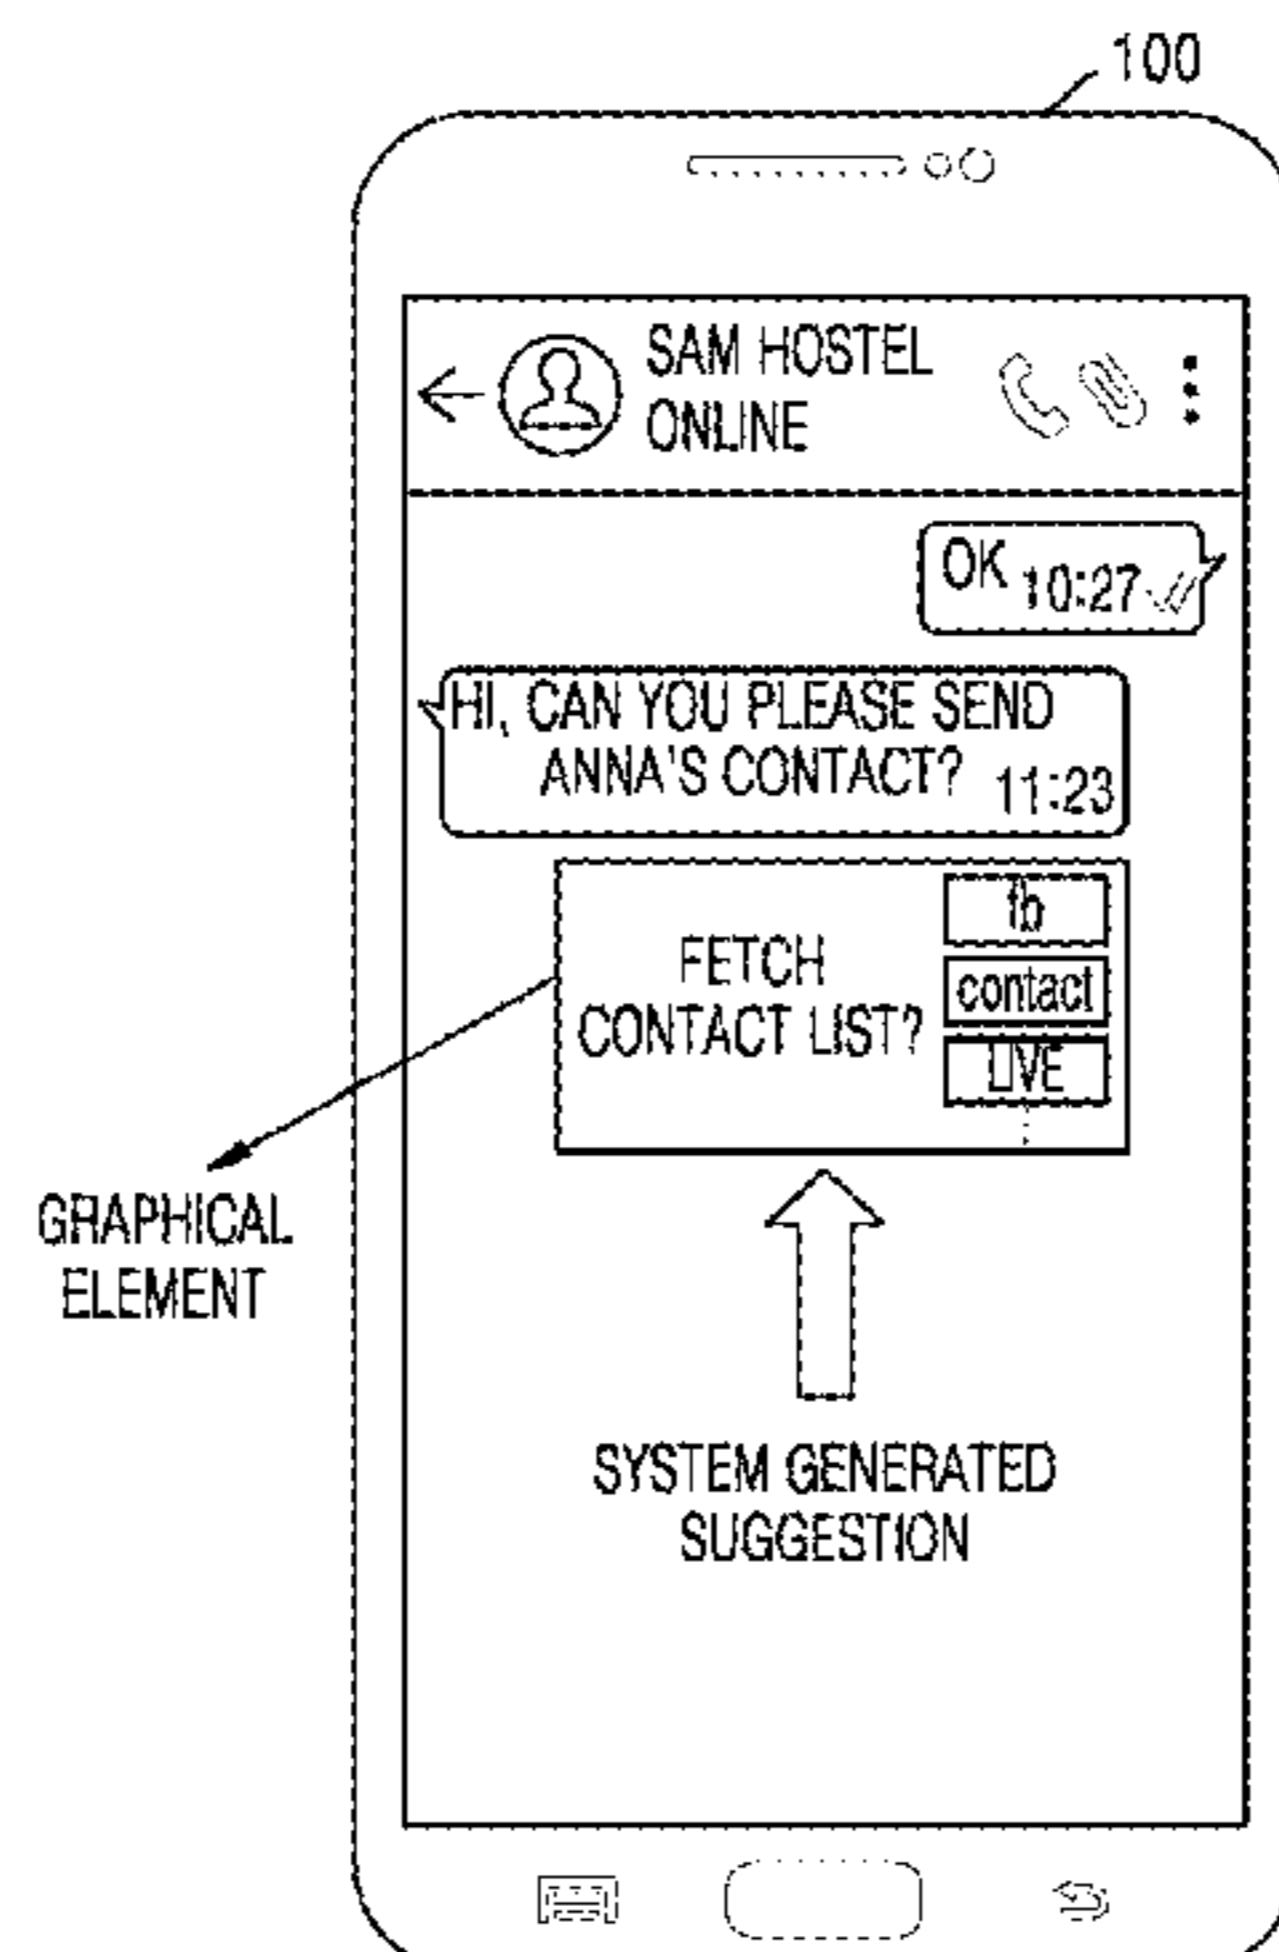 100
SAM HOSTEL
ONLINE
OK 10:27
HI, CAN YOU PLEASE SEND
ANNA'S CONTACT? 11:23
fb
FETCH
CONTACT LIST?
contact
LIVE
GRAPHICAL
ELEMENT
SYSTEM GENERATED
SUGGESTION